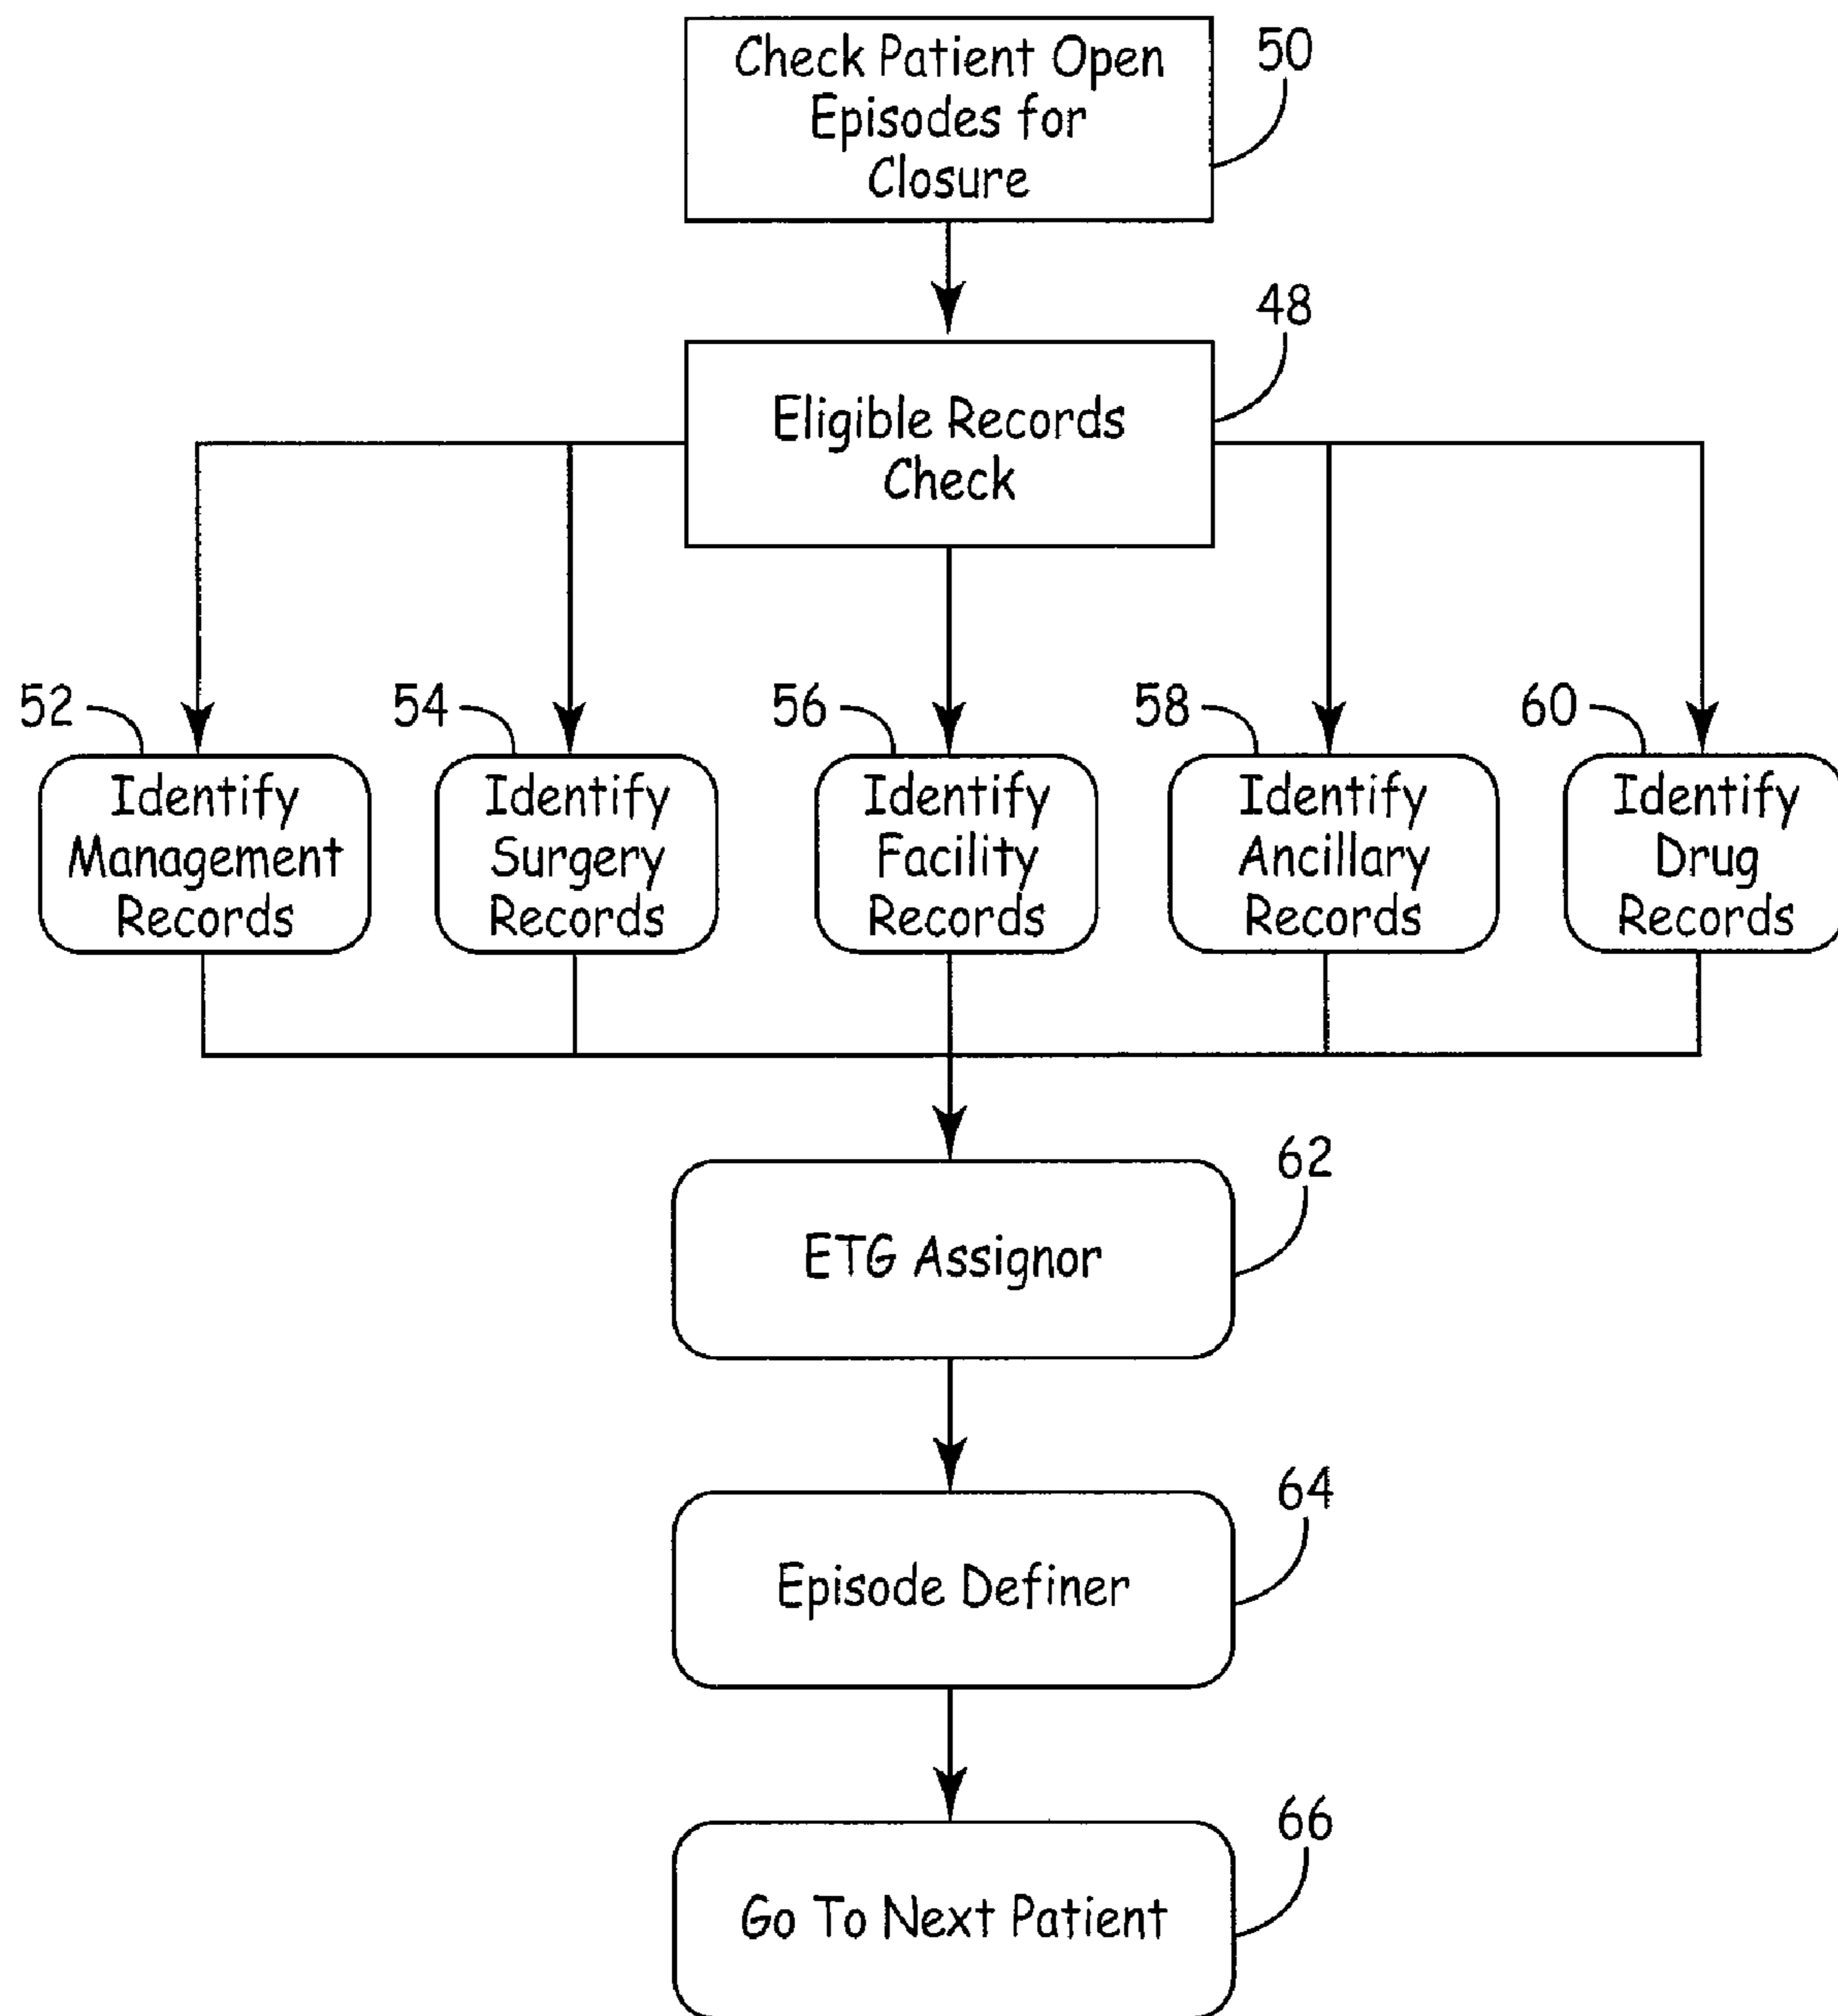 Check Patient Open
Episodes for
Closure
50
Eligible Records
Check
48
52
54
56
58
60
Identify
Management
Records
Identify
Surgery
Records
Identify
Facility
Records
Identify
Ancillary
Records
Identify
Drug
Records
ETG Assignor
62
Episode Definer
64
Go To Next Patient
66